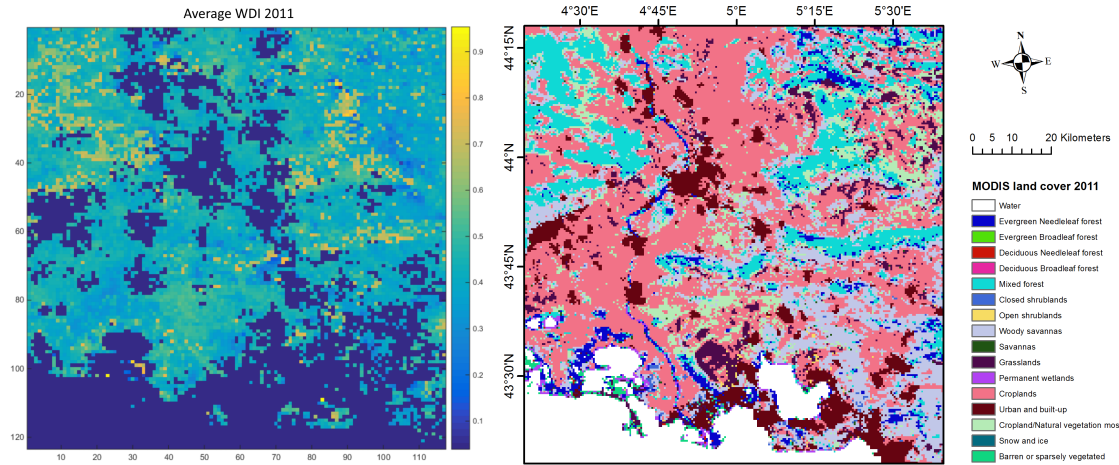 Average WDI 2011
20
40
60
80
100
120
10 20 30 40 50 60 70 80 90 100 110
0.9
0.8
0.7
0.6
0.5
0.4
0.3
0.2
0.1
4°30'E 4°45'E 5°E 5°15'E 5°30'E
44°15'N
44°N
43°45'N
43°30'N
N
W E
S
0 5 10 20 Kilometers
MODIS land cover 2011
Water
Evergreen Needleleaf forest
Evergreen Broadleaf forest
Deciduous Needleleaf forest
Deciduous Broadleaf forest
Mixed forest
Closed shrublands
Open shrublands
Woody savannas
Savannas
Grasslands
Permanent wetlands
Croplands
Urban and built-up
Cropland/Natural vegetation mos
Snow and ice
Barren or sparsely vegetated